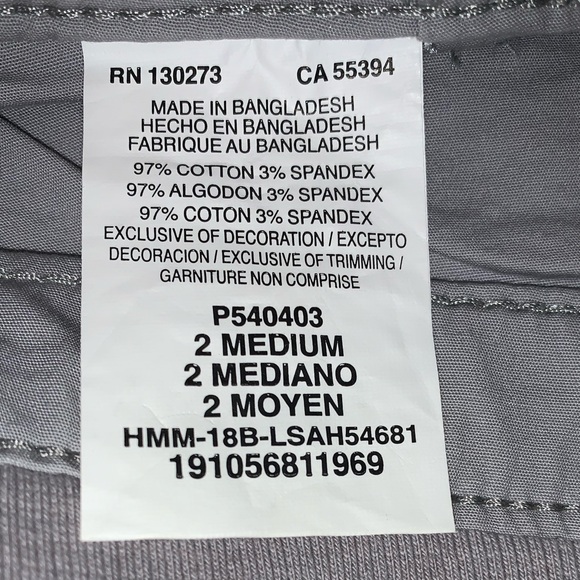 RN 130273 CA 55394
MADE IN BANGLADESH
HECHO EN BANGLADESH
FABRIQUE AU BANGLADESH
97% COTTON 3% SPANDEX
97% ALGODON 3% SPANDEX
97% COTON 3% SPANDEX
EXCLUSIVE OF DECORATION / EXCEPTO
DECORACION / EXCLUSIVE OF TRIMMING /
GARNITURE NON COMPRISE
P540403
2 MEDIUM
2 MEDIANO
2 MOYEN
HMM-18B-LSAH54681
191056811969